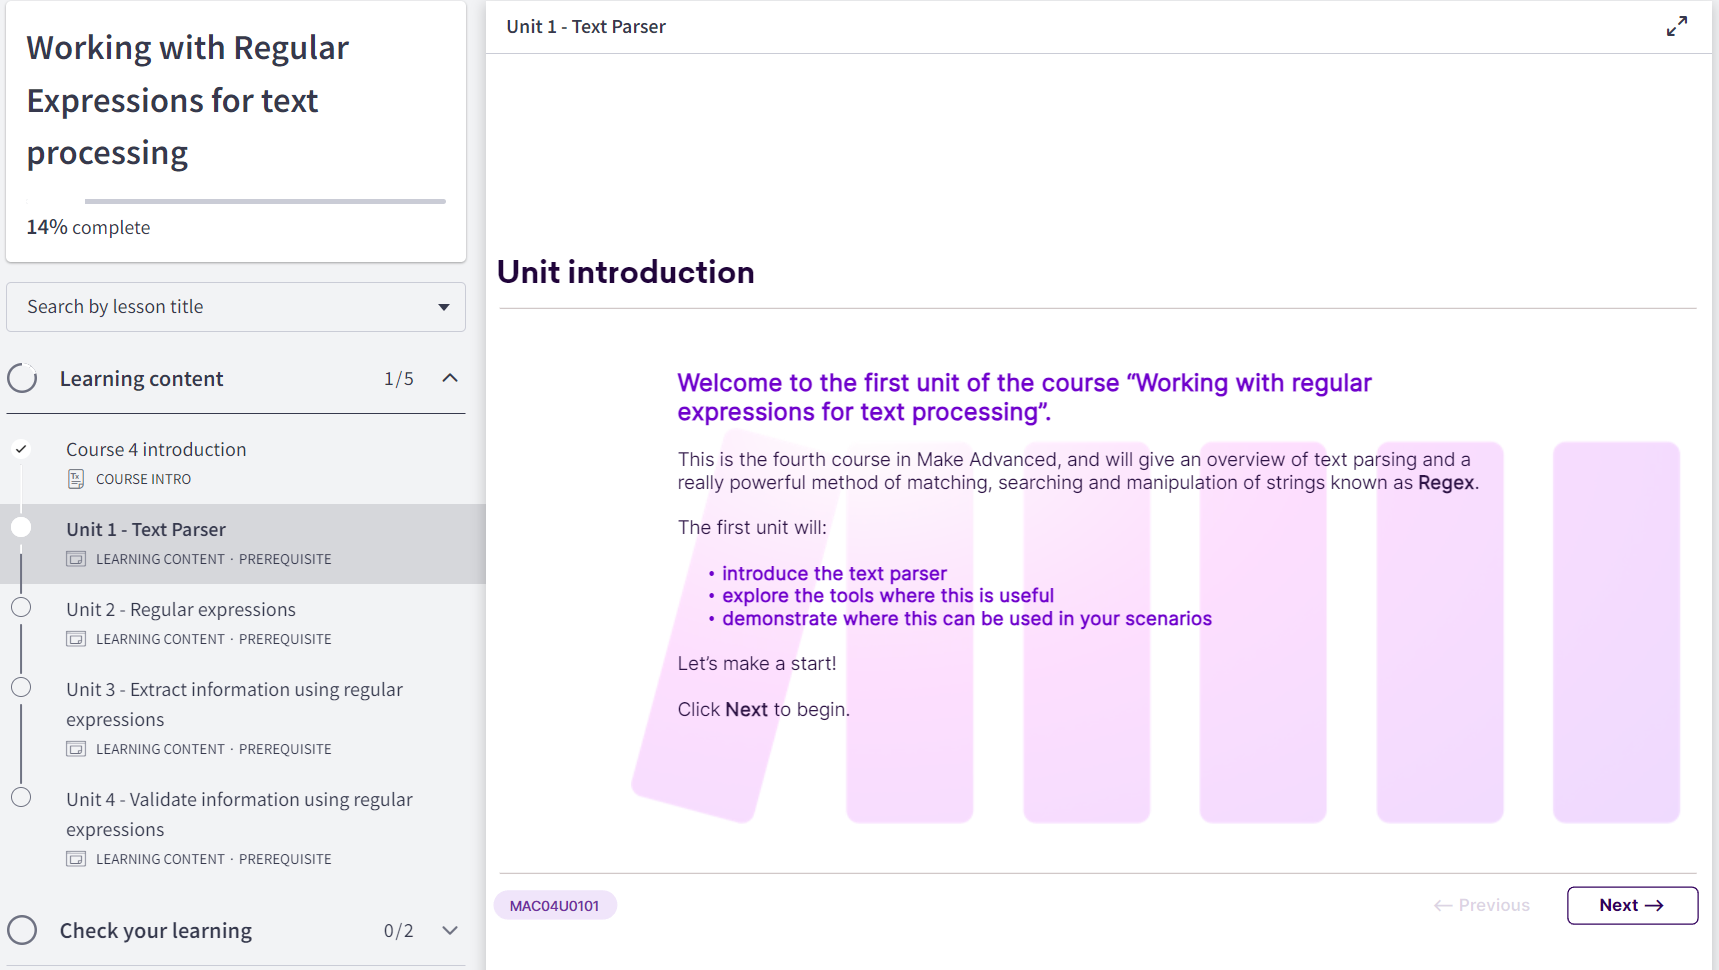 Working with Regular
Expressions for text
processing
14% complete
Search by lesson title
Learning content 1/5
Course 4 introduction
COURSE INTRO
Unit 1 - Text Parser
LEARNING CONTENT · PREREQUISITE
Unit 2 - Regular expressions
LEARNING CONTENT · PREREQUISITE
Unit 3 - Extract information using regular
expressions
LEARNING CONTENT · PREREQUISITE
Unit 4 - Validate information using regular
expressions
LEARNING CONTENT · PREREQUISITE
Check your learning 0/2
Unit 1 - Text Parser
Unit introduction
Welcome to the first unit of the course “Working with regular
expressions for text processing”.
This is the fourth course in Make Advanced, and will give an overview of text parsing and a
really powerful method of matching, searching and manipulation of strings known as Regex.
The first unit will:
• introduce the text parser
• explore the tools where this is useful
• demonstrate where this can be used in your scenarios
Let’s make a start!
Click Next to begin.
MAC04U0101
← Previous
Next →